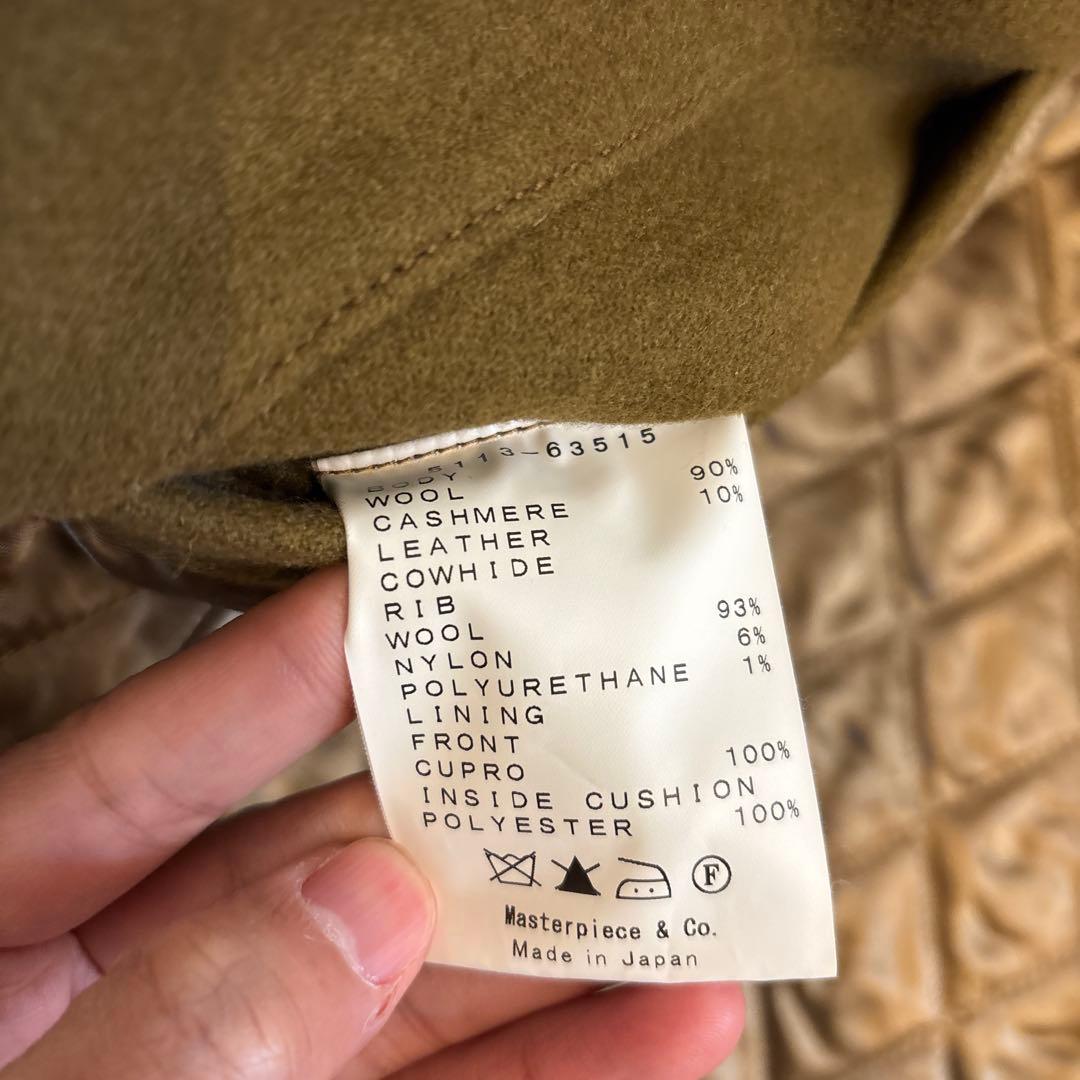 5113-63515
BODY
WOOL 90%
CASHMERE 10%
LEATHER
COWHIDE
RIB
WOOL 93%
NYLON 6%
POLYURETHANE 1%
LINING
FRONT
CUPRO 100%
INSIDE CUSHION
POLYESTER 100%
F
Masterpiece & Co.
Made in Japan